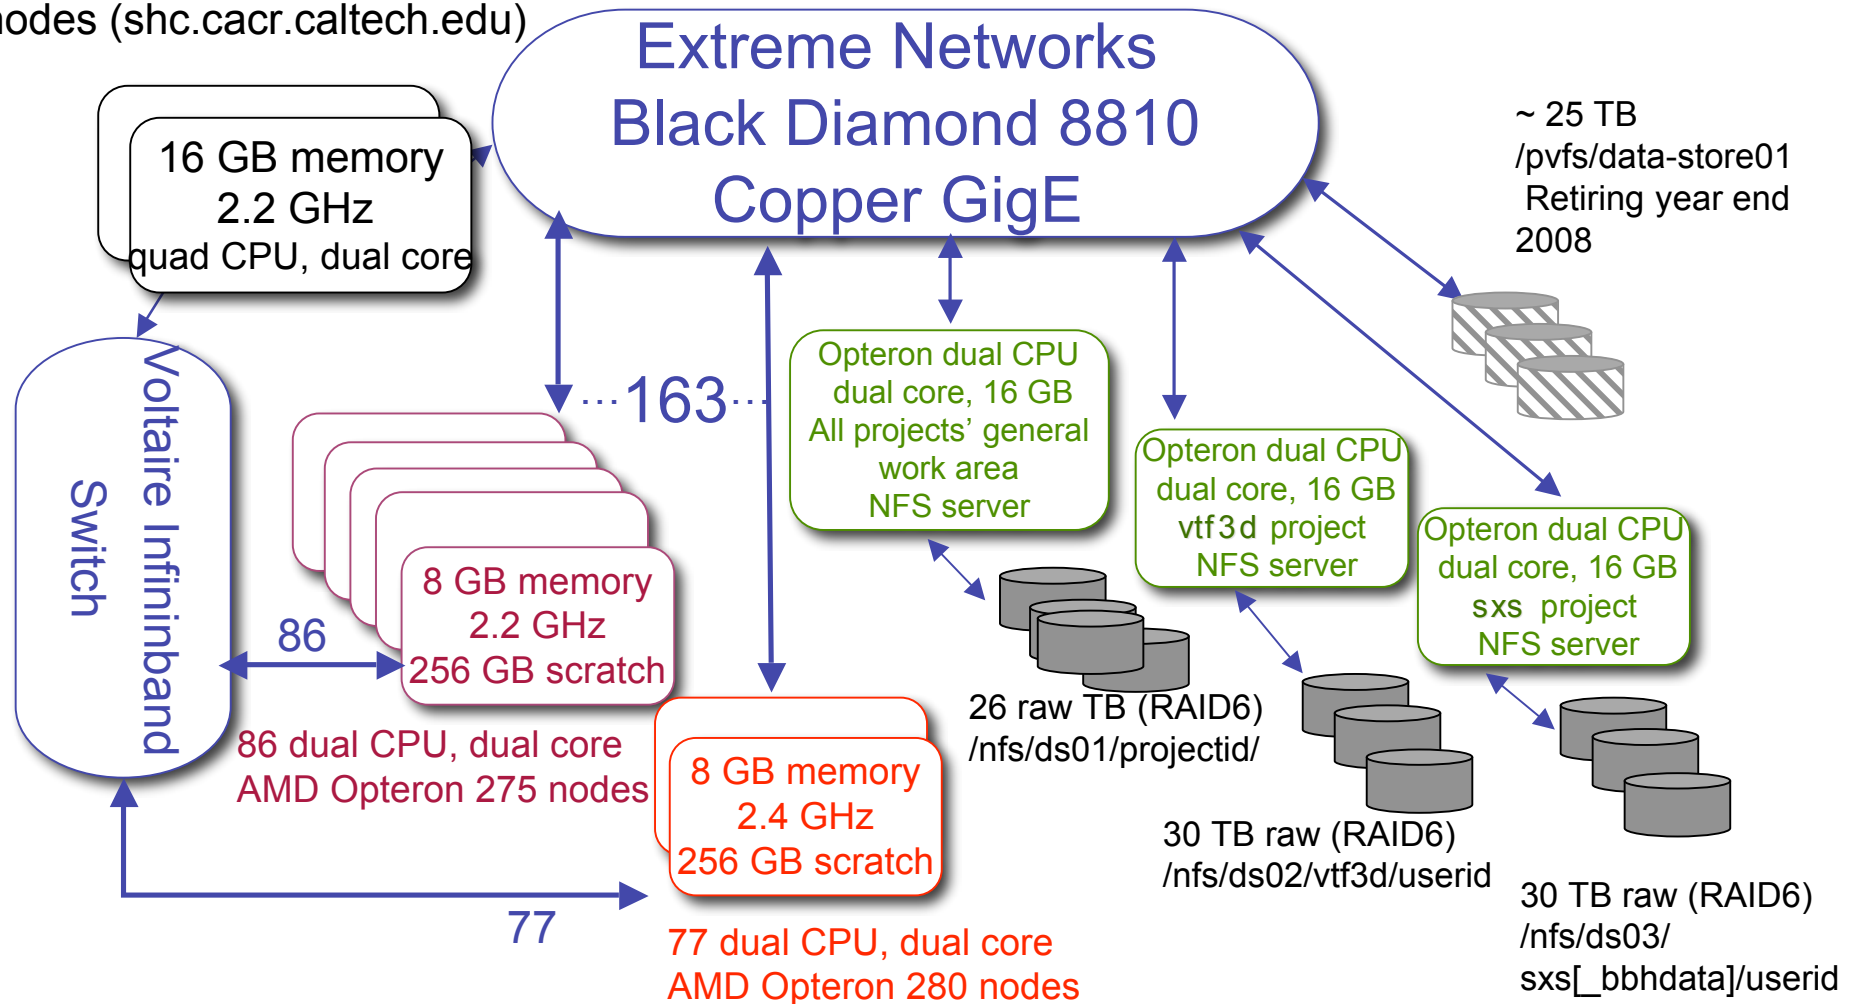 nodes (shc.cacr.caltech.edu)
Extreme Networks
Black Diamond 8810
Copper GigE
16 GB memory
2.2 GHz
quad CPU, dual core
~ 25 TB
/pvfs/data-store01
Retiring year end
2008
Voltaire Infininband
Switch
...163...
Opteron dual CPU
dual core, 16 GB
All projects’ general
work area
NFS server
Opteron dual CPU
dual core, 16 GB
vtf3d project
NFS server
Opteron dual CPU
dual core, 16 GB
sxs project
NFS server
8 GB memory
2.2 GHz
256 GB scratch
86
86 dual CPU, dual core
AMD Opteron 275 nodes
8 GB memory
2.4 GHz
256 GB scratch
77
77 dual CPU, dual core
AMD Opteron 280 nodes
26 raw TB (RAID6)
/nfs/ds01/projectid/
30 TB raw (RAID6)
/nfs/ds02/vtf3d/userid
30 TB raw (RAID6)
/nfs/ds03/
sxs[_bbhdata]/userid